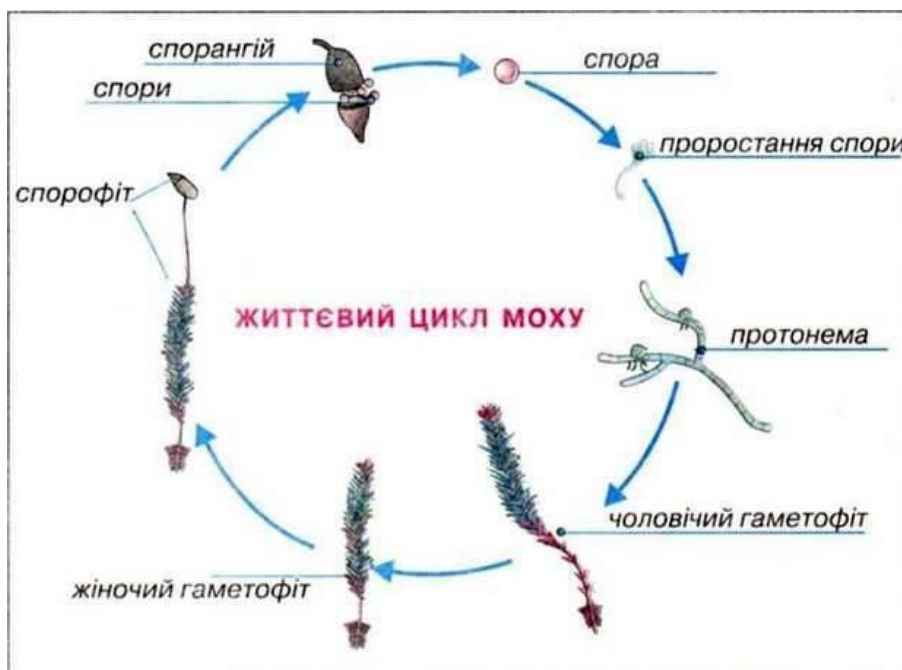 спорангій
спора
спори
проростання спори
спорофіт
ЖИТТЄВИЙ ЦИКЛ МОХУ
протонема
чоловічий гаметофіт
жіночий гаметофіт